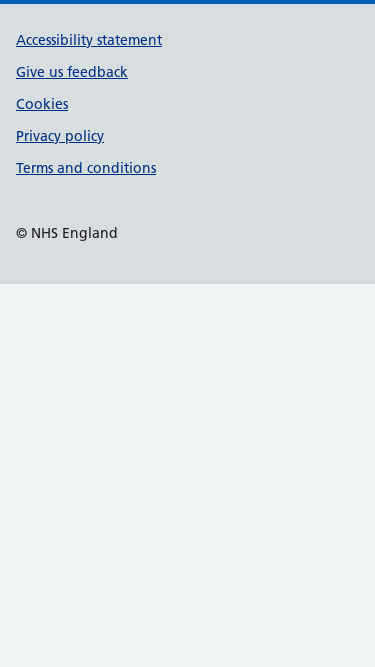 Accessibility statement
Give us feedback
Cookies
Privacy policy
Terms and conditions
© NHS England